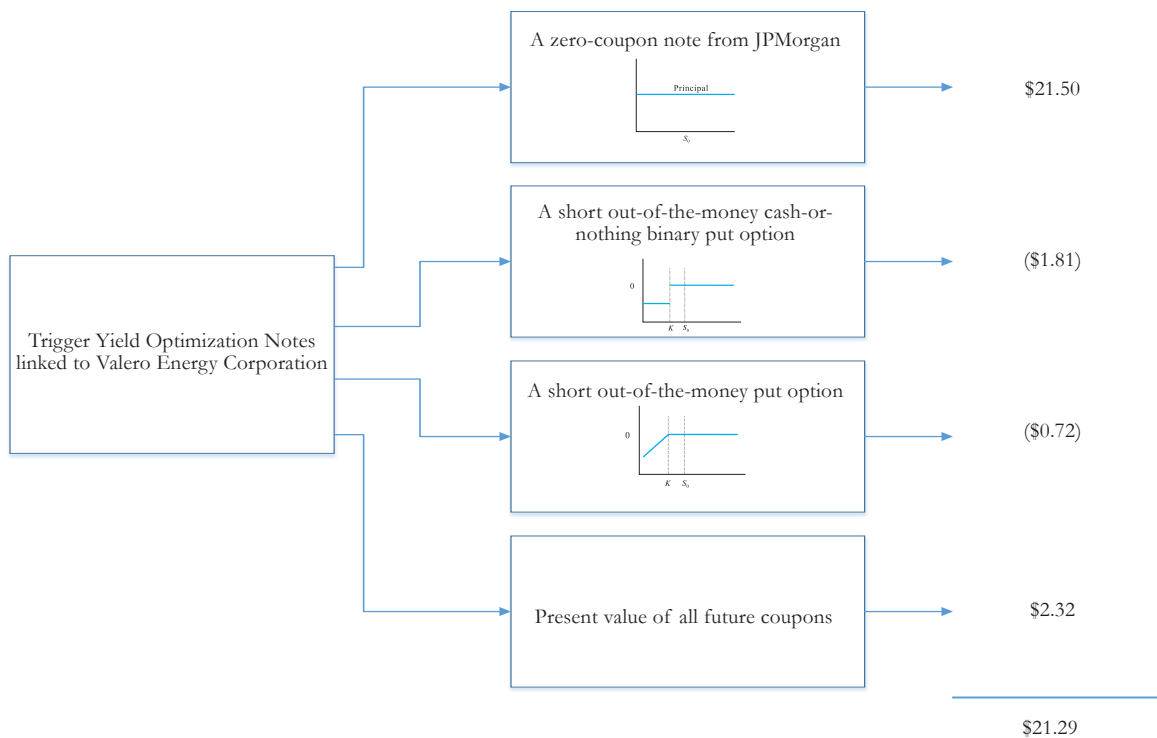 A zero-coupon note from JPMorgan
Principal
S0
$21.50
A short out-of-the-money cash-or-
nothing binary put option
0
K S0
($1.81)
Trigger Yield Optimization Notes
linked to Valero Energy Corporation
A short out-of-the-money put option
0
K S0
($0.72)
Present value of all future coupons
$2.32
$21.29